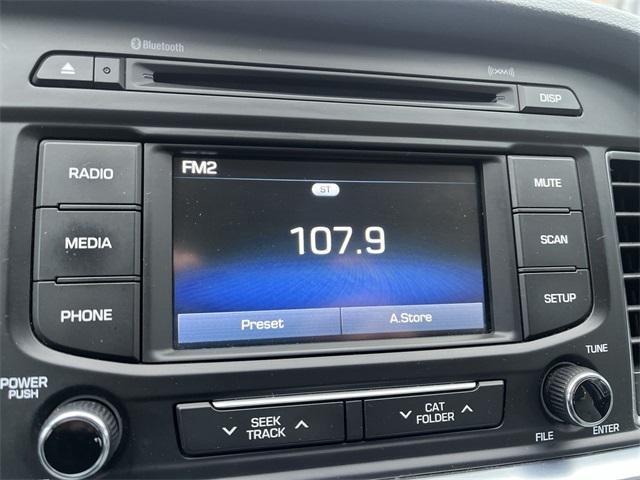 Bluetooth
XM
DISP
RADIO
FM2
MUTE
ST
107.9
MEDIA
SCAN
PHONE
SETUP
Preset
A.Store
TUNE
POWER
PUSH
SEEK
TRACK
CAT
FOLDER
FILE
ENTER